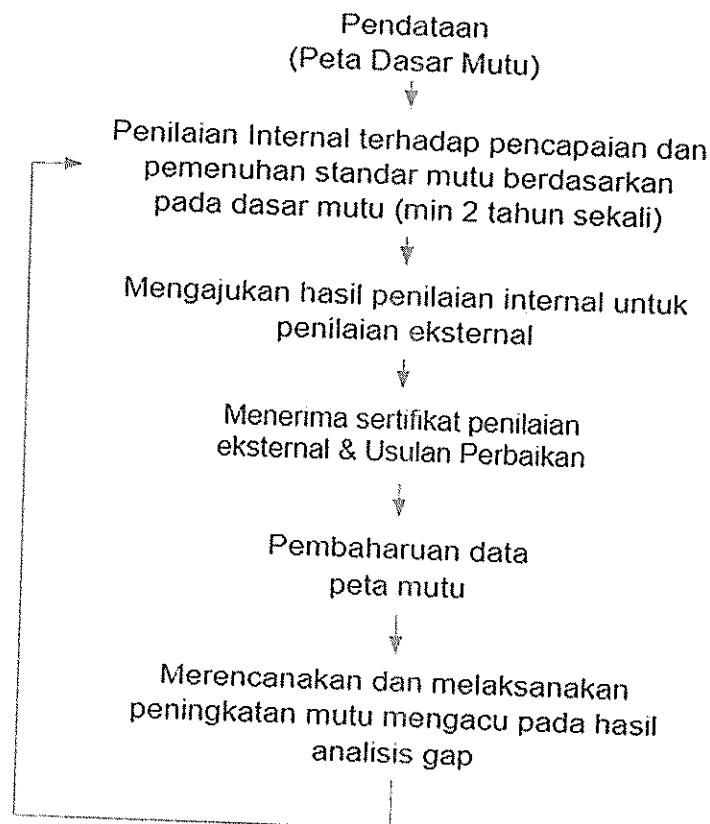 Pendataan
(Peta Dasar Mutu)
Penilaian Internal terhadap pencapaian dan
pemenuhan standar mutu berdasarkan
pada dasar mutu (min 2 tahun sekali)
Mengajukan hasil penilaian internal untuk
penilaian eksternal
Menerima sertifikat penilaian
eksternal & Usulan Perbaikan
Pembaharuan data
peta mutu
Merencanakan dan melaksanakan
peningkatan mutu mengacu pada hasil
analisis gap